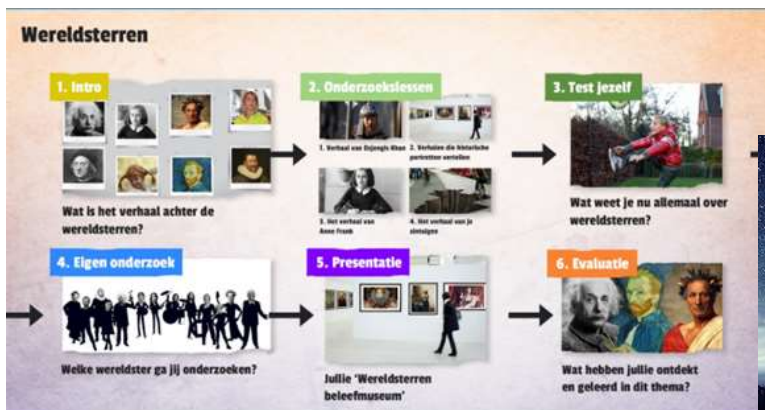 Wereldsterren
1. Intro
Wat is het verhaal achter de
wereldsterren?
2. Onderzoekslessen
1. Verhaal van Dzjengis Khan
2. Verhalen die historische
portretten vertellen
3. Het verhaal van
Anne Frank
4. Het verhaal van je
zintuigen
3. Test jezelf
Wat weet je nu allemaal over
wereldsterren?
4. Eigen onderzoek
Welke wereldster ga jij onderzoeken?
5. Presentatie
Jullie ‘Wereldsterren
beleefmuseum’
6. Evaluatie
Wat hebben jullie ontdekt
en geleerd in dit thema?